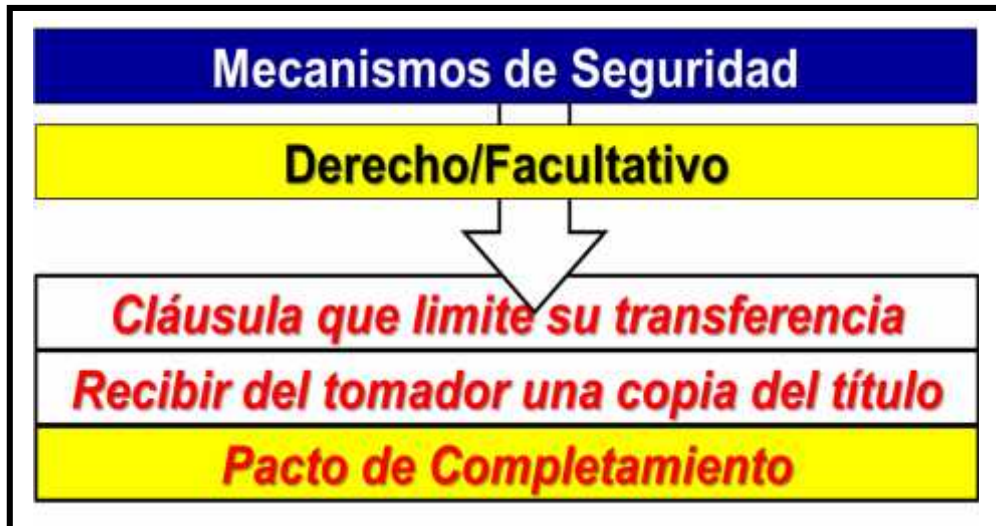 Mecanismos de Seguridad
Derecho/Facultativo
Cláusula que limite su transferencia
Recibir del tomador una copia del título
Pacto de Completamiento